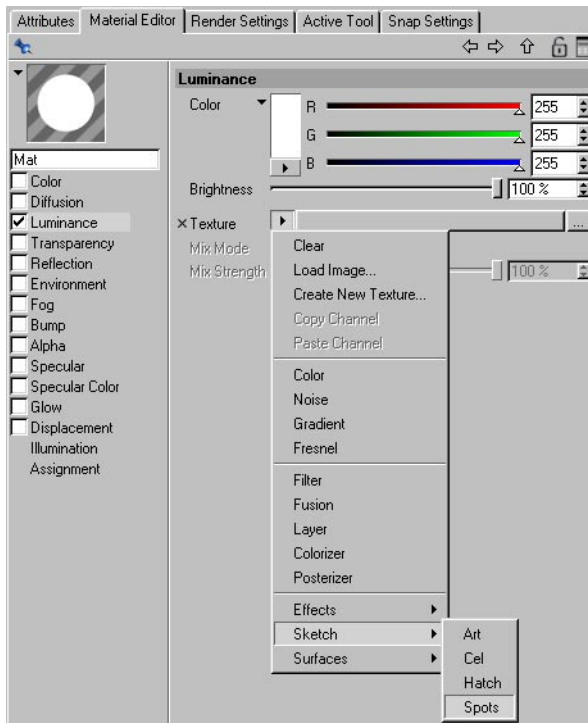 Attributes Material Editor Render Settings Active Tool Snap Settings
Luminance
Color R 255
G 255
B 255
Mat
Color
Diffusion
Luminance
Transparency
Reflection
Environment
Fog
Bump
Alpha
Specular
Specular Color
Glow
Displacement
Illumination
Assignment
Brightness 100 %
Texture ...
Mix Mode
Mix Strength 100 %
Clear
Load Image...
Create New Texture...
Copy Channel
Paste Channel
Color
Noise
Gradient
Fresnel
Filter
Fusion
Layer
Colorizer
Posterizer
Effects
Sketch
Surfaces
Art
Cel
Hatch
Spots